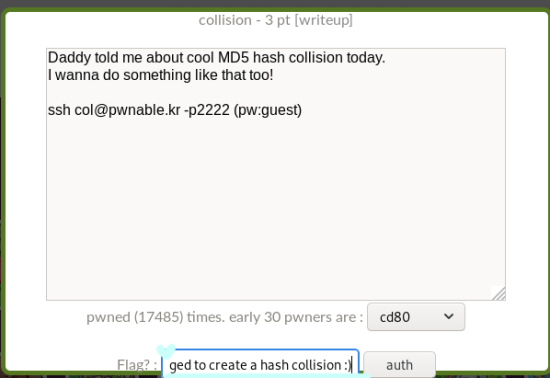 collision - 3 pt [writeup]
Daddy told me about cool MD5 hash collision today.
I wanna do something like that too!
ssh col@pwnable.kr -p2222 (pw:guest)
pwned (17485) times. early 30 pwners are : cd80
Flag? : ged to create a hash collision :) auth